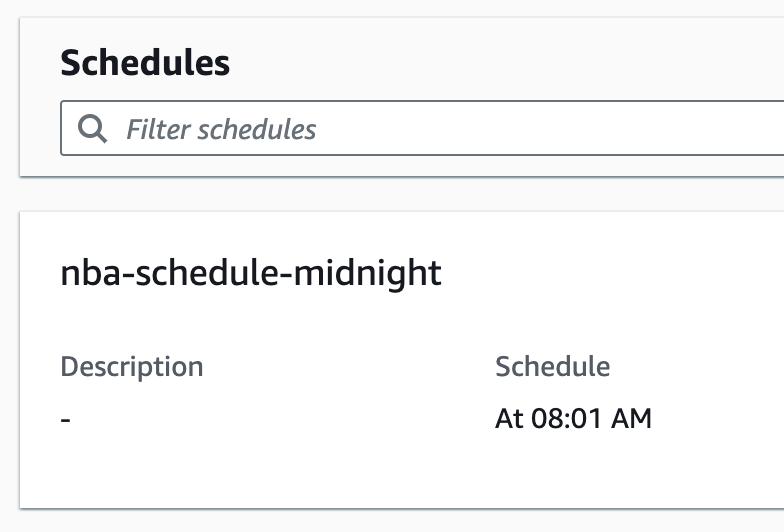 Schedules
Filter schedules
nba-schedule-midnight
Description
Schedule
-
At 08:01 AM